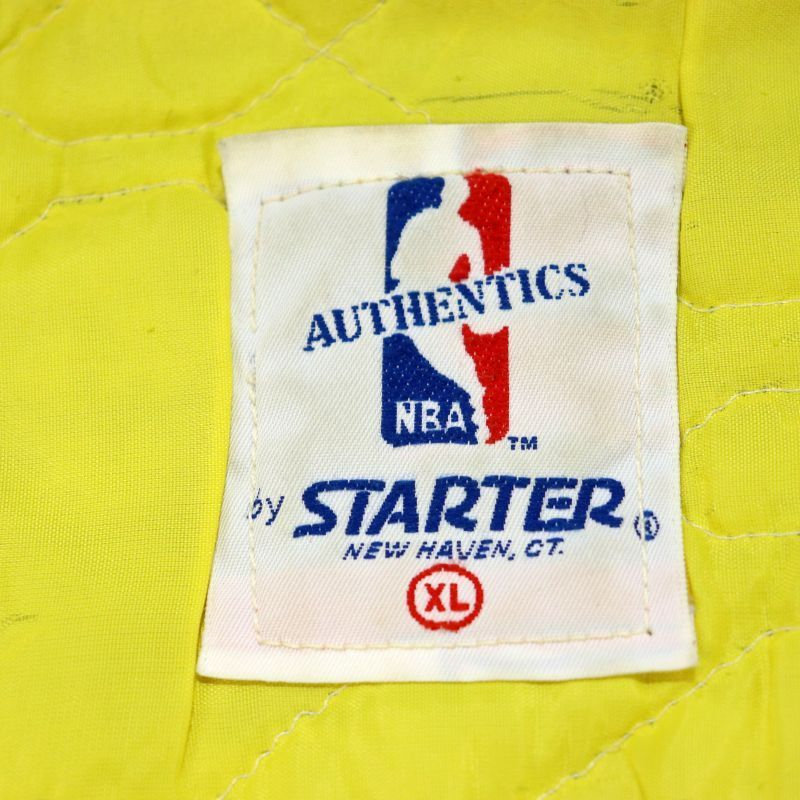 AUTHENTICS
NBA TM
by STARTER ®
NEW HAVEN, CT.
XL